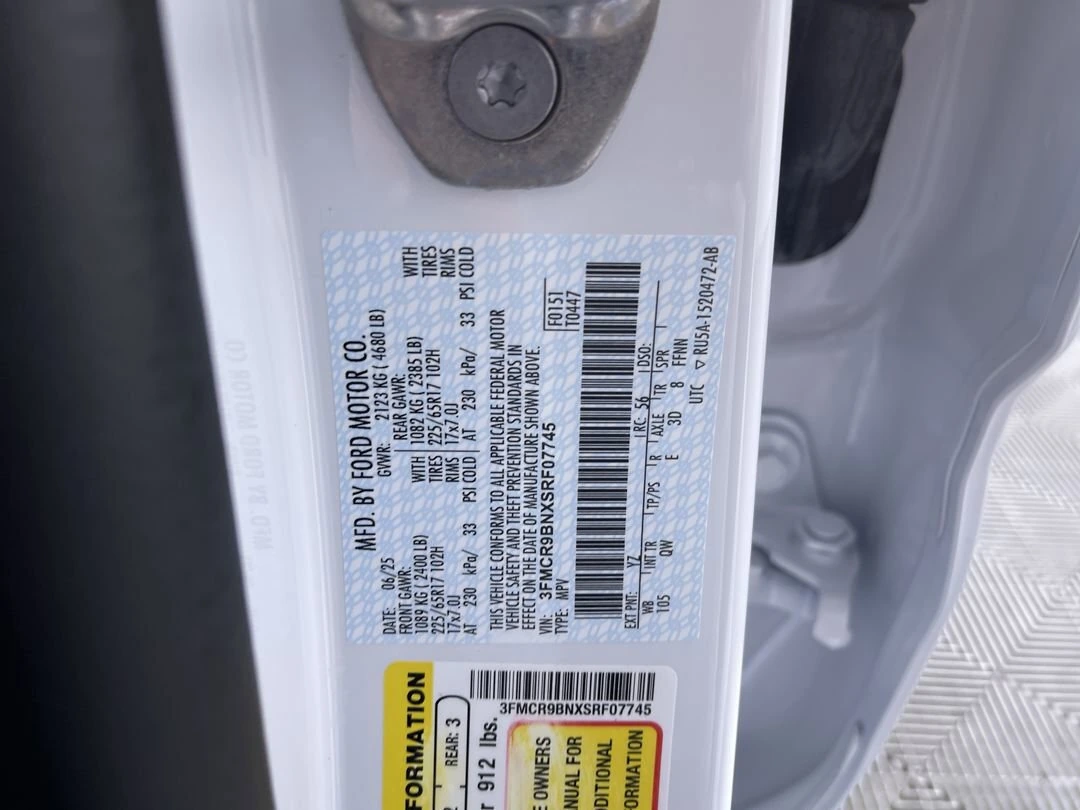 MFD. BY FORD MOTOR CO.
DATE: 06/25 GVWR: 2123 KG ( 4680 LB)
FRONT GAWR: REAR GAWR:
1089 KG ( 2400 LB) WITH 1082 KG ( 2385 LB) WITH
225/65R17 102H TIRES 225/65R17 102H TIRES
17x7.0J RIMS 17x7.0J RIMS
AT 230 kPa/ 33 PSI COLD AT 230 kPa/ 33 PSI COLD
THIS VEHICLE CONFORMS TO ALL APPLICABLE FEDERAL MOTOR
VEHICLE SAFETY AND THEFT PREVENTION STANDARDS IN
EFFECT ON THE DATE OF MANUFACTURE SHOWN ABOVE.
VIN: 3FMCR9BNXSRF07745
TYPE: MPV
F0151
T0447
EXT PNT: YZ RC: 56 DSO:
WB INT TR TP/PS R AXLE TR SPR
105 QW E 3D 8 FFNN
UTC ▽ RU5A-1520472-AB
FORMATION
REAR: 3
912 lbs.
3FMCR9BNXSRF07745
OWNERS
FOR